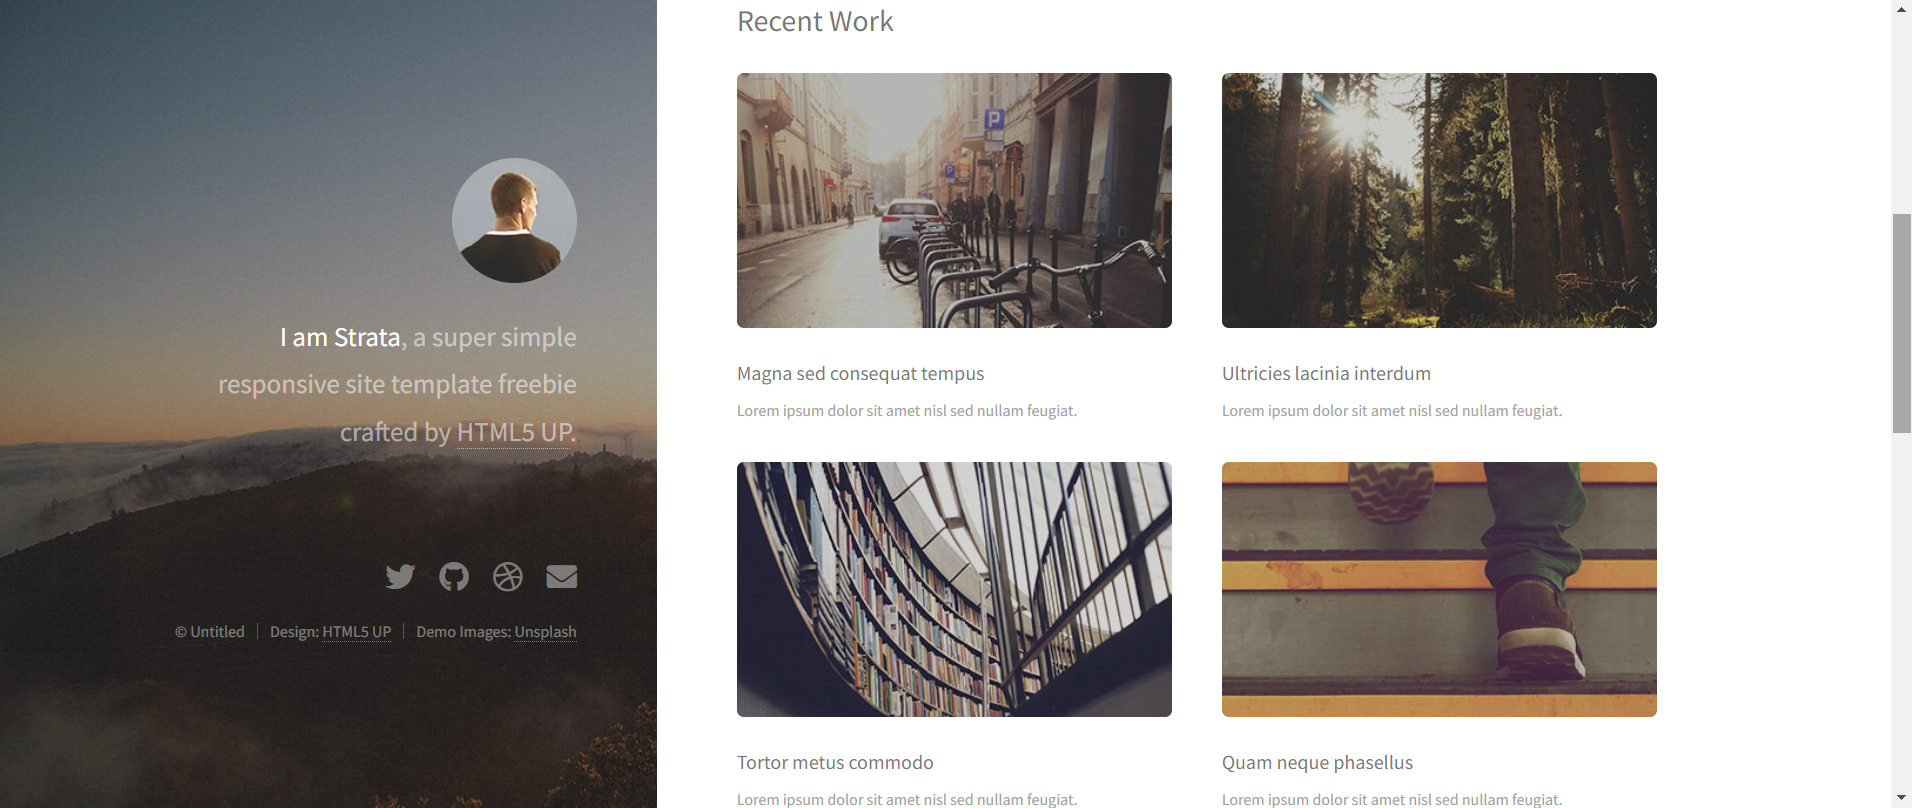 I am Strata, a super simple
responsive site template freebie
crafted by HTML5 UP.
© Untitled
Design: HTML5 UP
Demo Images: Unsplash
Recent Work
P
P
Magna sed consequat tempus
Lorem ipsum dolor sit amet nisl sed nullam feugiat.
Ultricies lacinia interdum
Lorem ipsum dolor sit amet nisl sed nullam feugiat.
Tortor metus commodo
Lorem ipsum dolor sit amet nisl sed nullam feugiat.
Quam neque phasellus
Lorem ipsum dolor sit amet nisl sed nullam feugiat.